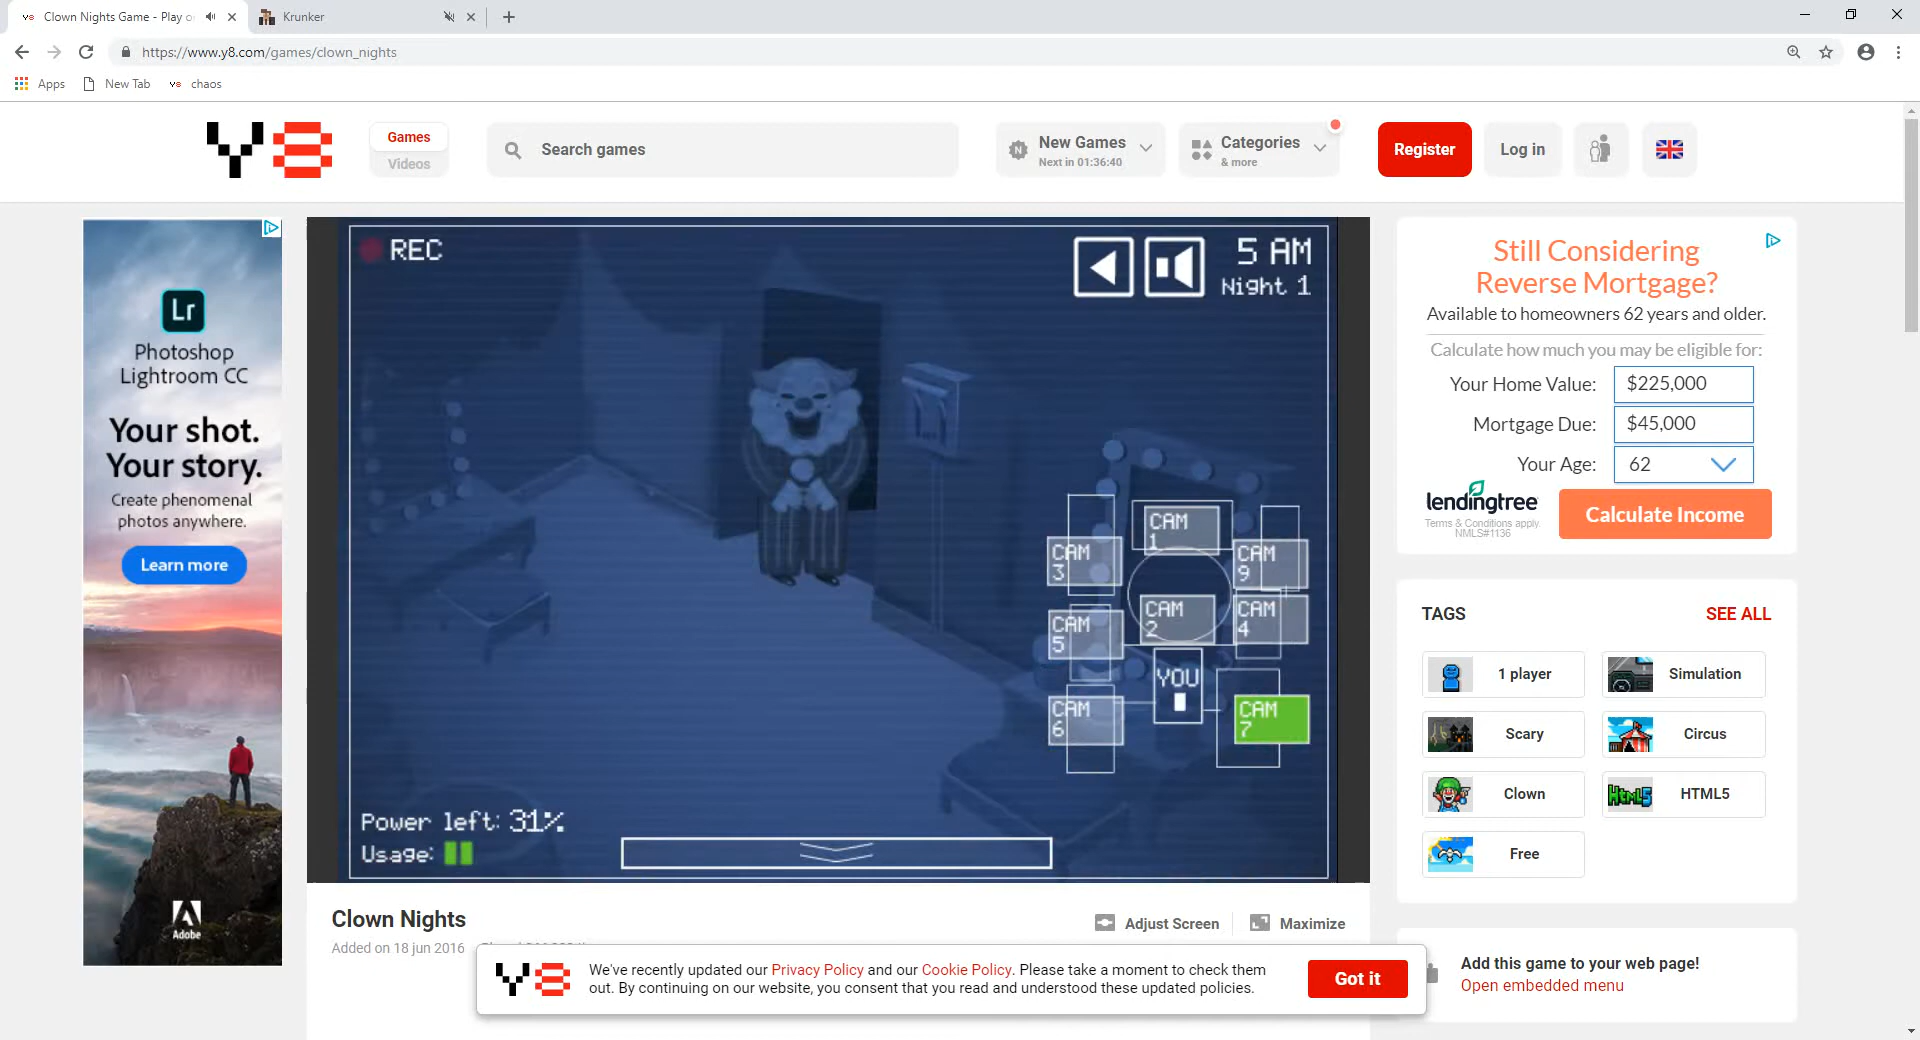 Clown Nights Game - Play o
Krunker
https://www.y8.com/games/clown_nights
Apps
New Tab
chaos
Y8
Games
Videos
Search games
New Games
Next in 01:36:40
Categories
& more
Register
Log in
Lr
Photoshop
Lightroom CC
Your shot.
Your story.
Create phenomenal
photos anywhere.
Learn more
Adobe
REC
5 AM
Night 1
CAM
1
CAM
3
CAM
9
CAM
2
CAM
4
CAM
5
YOU
CAM
6
CAM
7
Power left: 31%
Usage:
Still Considering
Reverse Mortgage?
Available to homeowners 62 years and older.
Calculate how much you may be eligible for:
Your Home Value: $225,000
Mortgage Due: $45,000
Your Age: 62
lendingtree
Terms & Conditions apply.
NMLS#1136
Calculate Income
TAGS
SEE ALL
1 player
Simulation
Scary
Circus
Clown
HTML5
Free
Clown Nights
Adjust Screen
Maximize
Added on 18 jun 2016
Y8
We've recently updated our Privacy Policy and our Cookie Policy. Please take a moment to check them
out. By continuing on our website, you consent that you read and understood these updated policies.
Got it
Add this game to your web page!
Open embedded menu